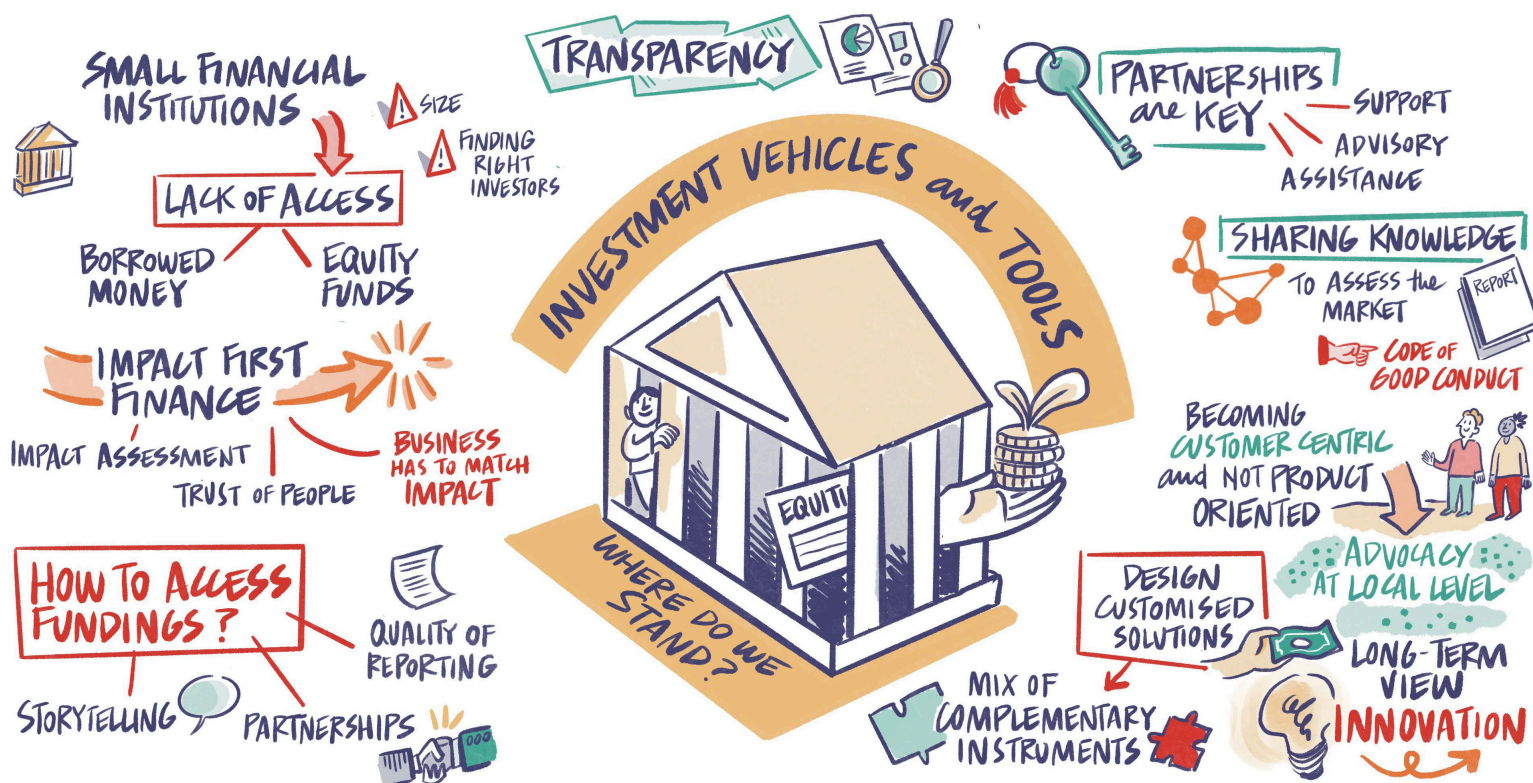 SMALL FINANCIAL
INSTITUTIONS
SIZE
FINDING
RIGHT
INVESTORS
LACK OF ACCESS
BORROWED
MONEY
EQUITY
FUNDS
IMPACT FIRST
FINANCE
IMPACT ASSESSMENT
TRUST OF PEOPLE
BUSINESS
HAS TO MATCH
IMPACT
HOW TO ACCESS
FUNDINGS?
QUALITY OF
REPORTING
STORYTELLING
PARTNERSHIPS
TRANSPARENCY
INVESTMENT VEHICLES and TOOLS
EQUITI
WHERE DO WE
STAND?
PARTNERSHIPS
are KEY
SUPPORT
ADVISORY
ASSISTANCE
SHARING KNOWLEDGE
TO ASSESS the
MARKET
REPORT
CODE OF
GOOD CONDUCT
BECOMING
CUSTOMER CENTRIC
and NOT PRODUCT
ORIENTED
ADVOCACY
AT LOCAL LEVEL
DESIGN
CUSTOMISED
SOLUTIONS
MIX OF
COMPLEMENTARY
INSTRUMENTS
LONG-TERM
VIEW
INNOVATION